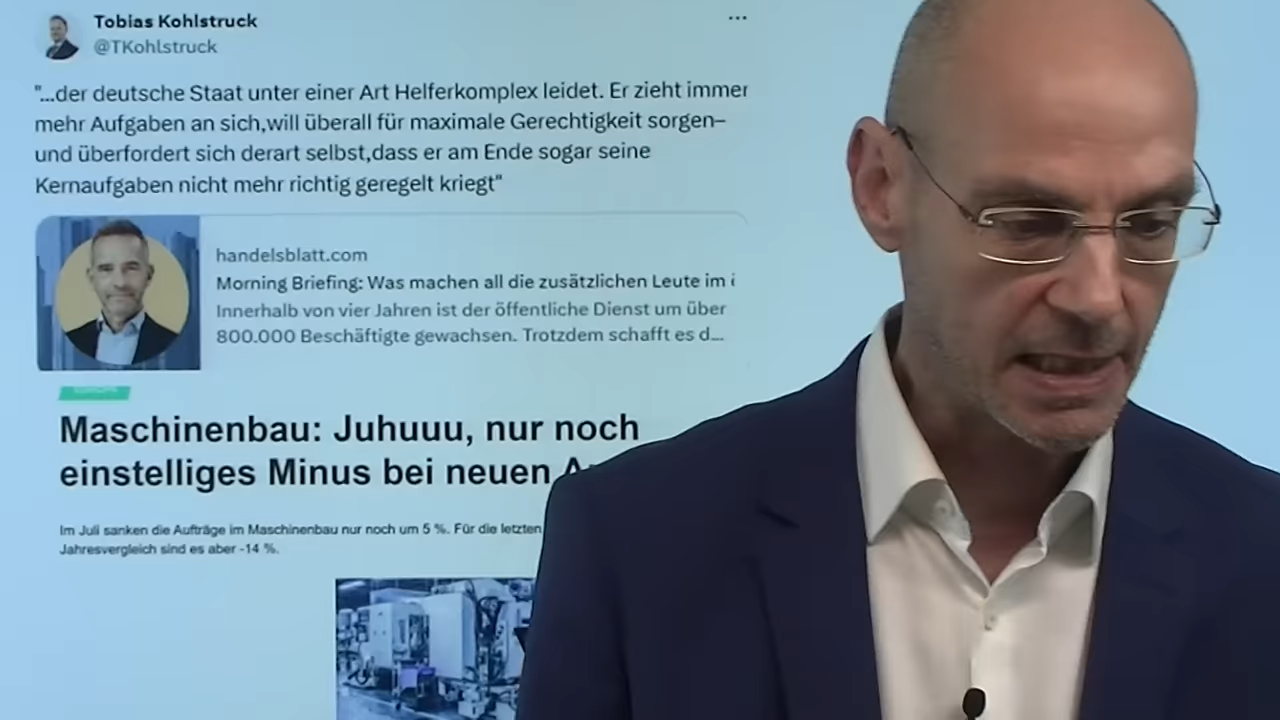 Tobias Kohlstruck
@TKohlstruck
"...der deutsche Staat unter einer Art Helferkomplex leidet. Er zieht immer
mehr Aufgaben an sich,will überall für maximale Gerechtigkeit sorgen–
und überfordert sich derart selbst,dass er am Ende sogar seine
Kernaufgaben nicht mehr richtig geregelt kriegt"
handelsblatt.com
Morning Briefing: Was machen all die zusätzlichen Leute im
Innerhalb von vier Jahren ist der öffentliche Dienst um über
800.000 Beschäftigte gewachsen. Trotzdem schafft es d...
Maschinenbau: Juhuuu, nur noch
einstelliges Minus bei neuen
Im Juli sanken die Aufträge im Maschinenbau nur noch um 5 %. Für die letzten
Jahresvergleich sind es aber -14 %.